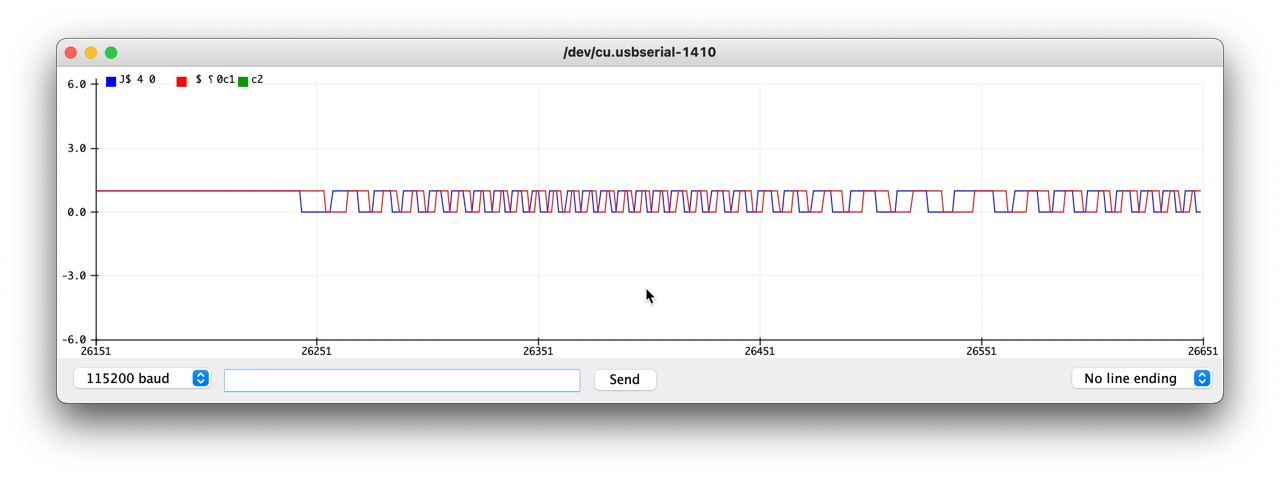 /dev/cu.usbserial-1410
J$ 4 0 $ ⸮ 0c1 c2
6.0
3.0
0.0
-3.0
-6.0
26151 26251 26351 26451 26551 26651
115200 baud Send No line ending